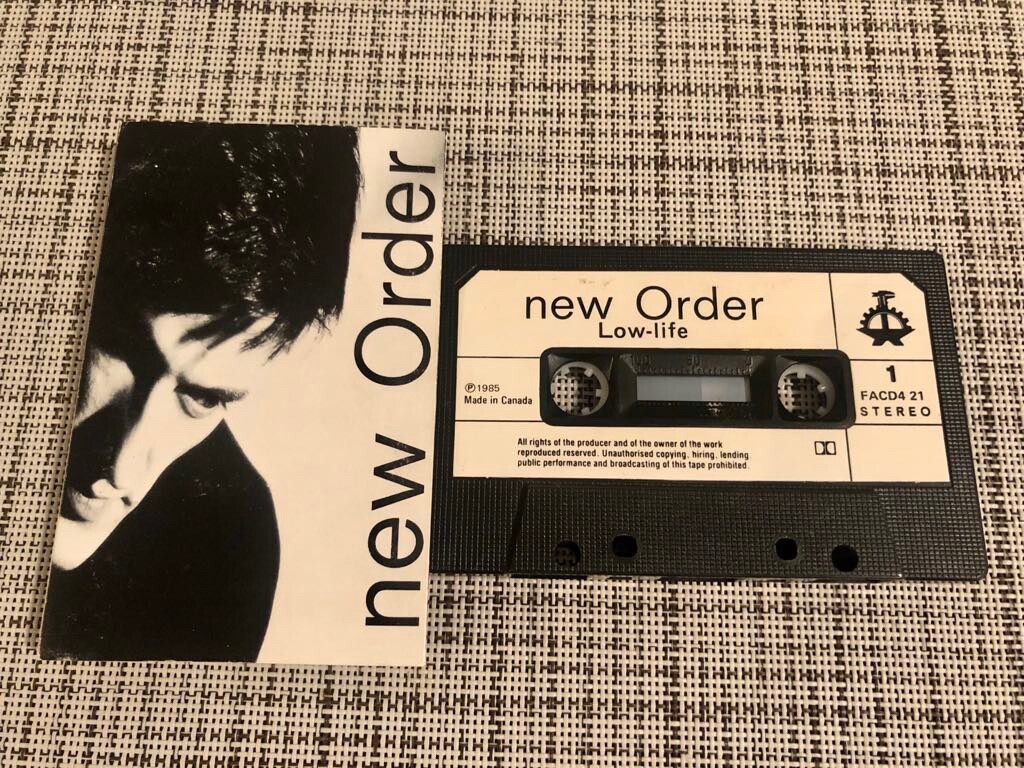 new Order
new Order
Low-life
℗1985
Made in Canada
1
FACD4 21
STEREO
All rights of the producer and of the owner of the work
reproduced reserved. Unauthorised copying, hiring, lending
public performance and broadcasting of this tape prohibited.